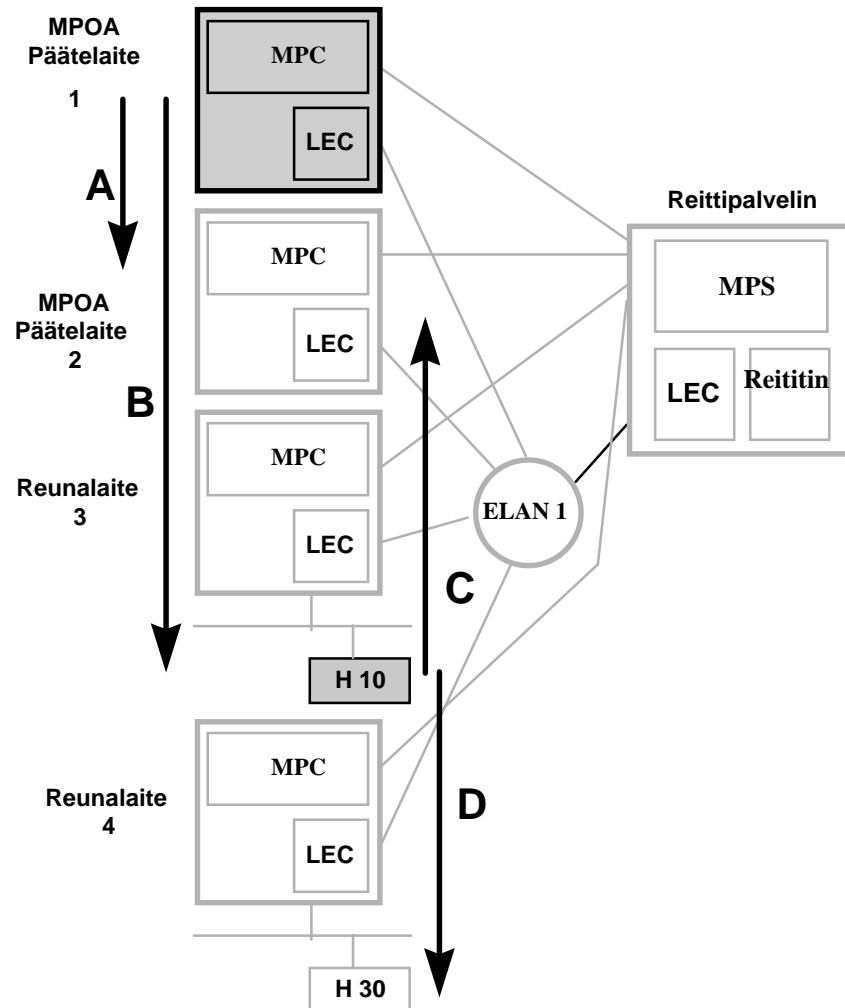 MPOA
Päätelaite
1
MPC
LEC
A
Reittipalvelin
MPS
LEC
Reititin
MPOA
Päätelaite
2
MPC
LEC
B
Reunalaite
3
MPC
LEC
ELAN 1
C
H 10
Reunalaite
4
MPC
LEC
D
H 30